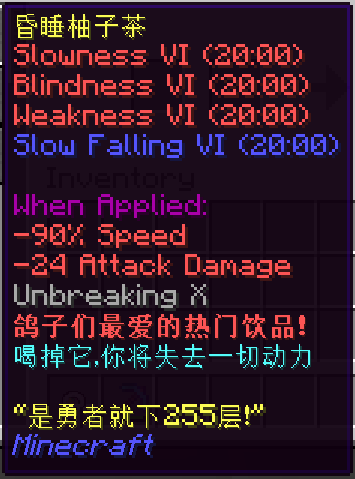 昏睡柚子茶
Slowness VI (20:00)
Blindness VI (20:00)
Weakness VI (20:00)
Slow Falling VI (20:00)
Inventory
When Applied:
-90% Speed
-24 Attack Damage
Unbreaking X
鸽子们最爱的热门饮品!
喝掉它,你将失去一切动力
“是勇者就下255层!”
Minecraft